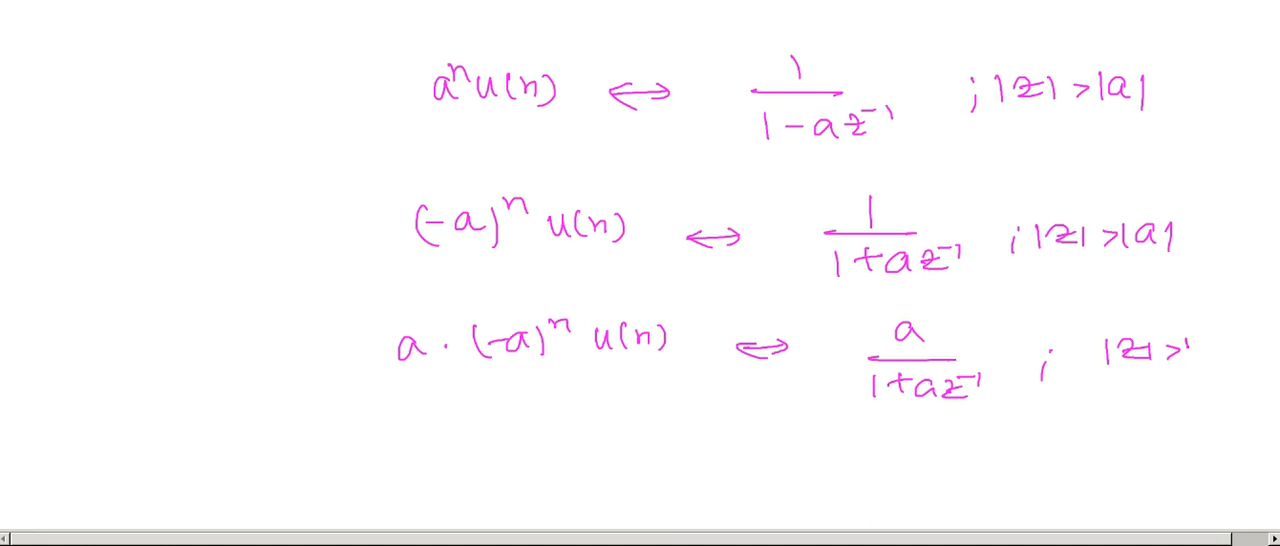 aⁿu(n) ⟷ 1/(1 − az⁻¹) ; |z| > |a|
(−a)ⁿ u(n) ⟷ 1/(1 + az⁻¹) ; |z| > |a|
a · (−a)ⁿ u(n) ⟷ a/(1 + az⁻¹) ; |z| >